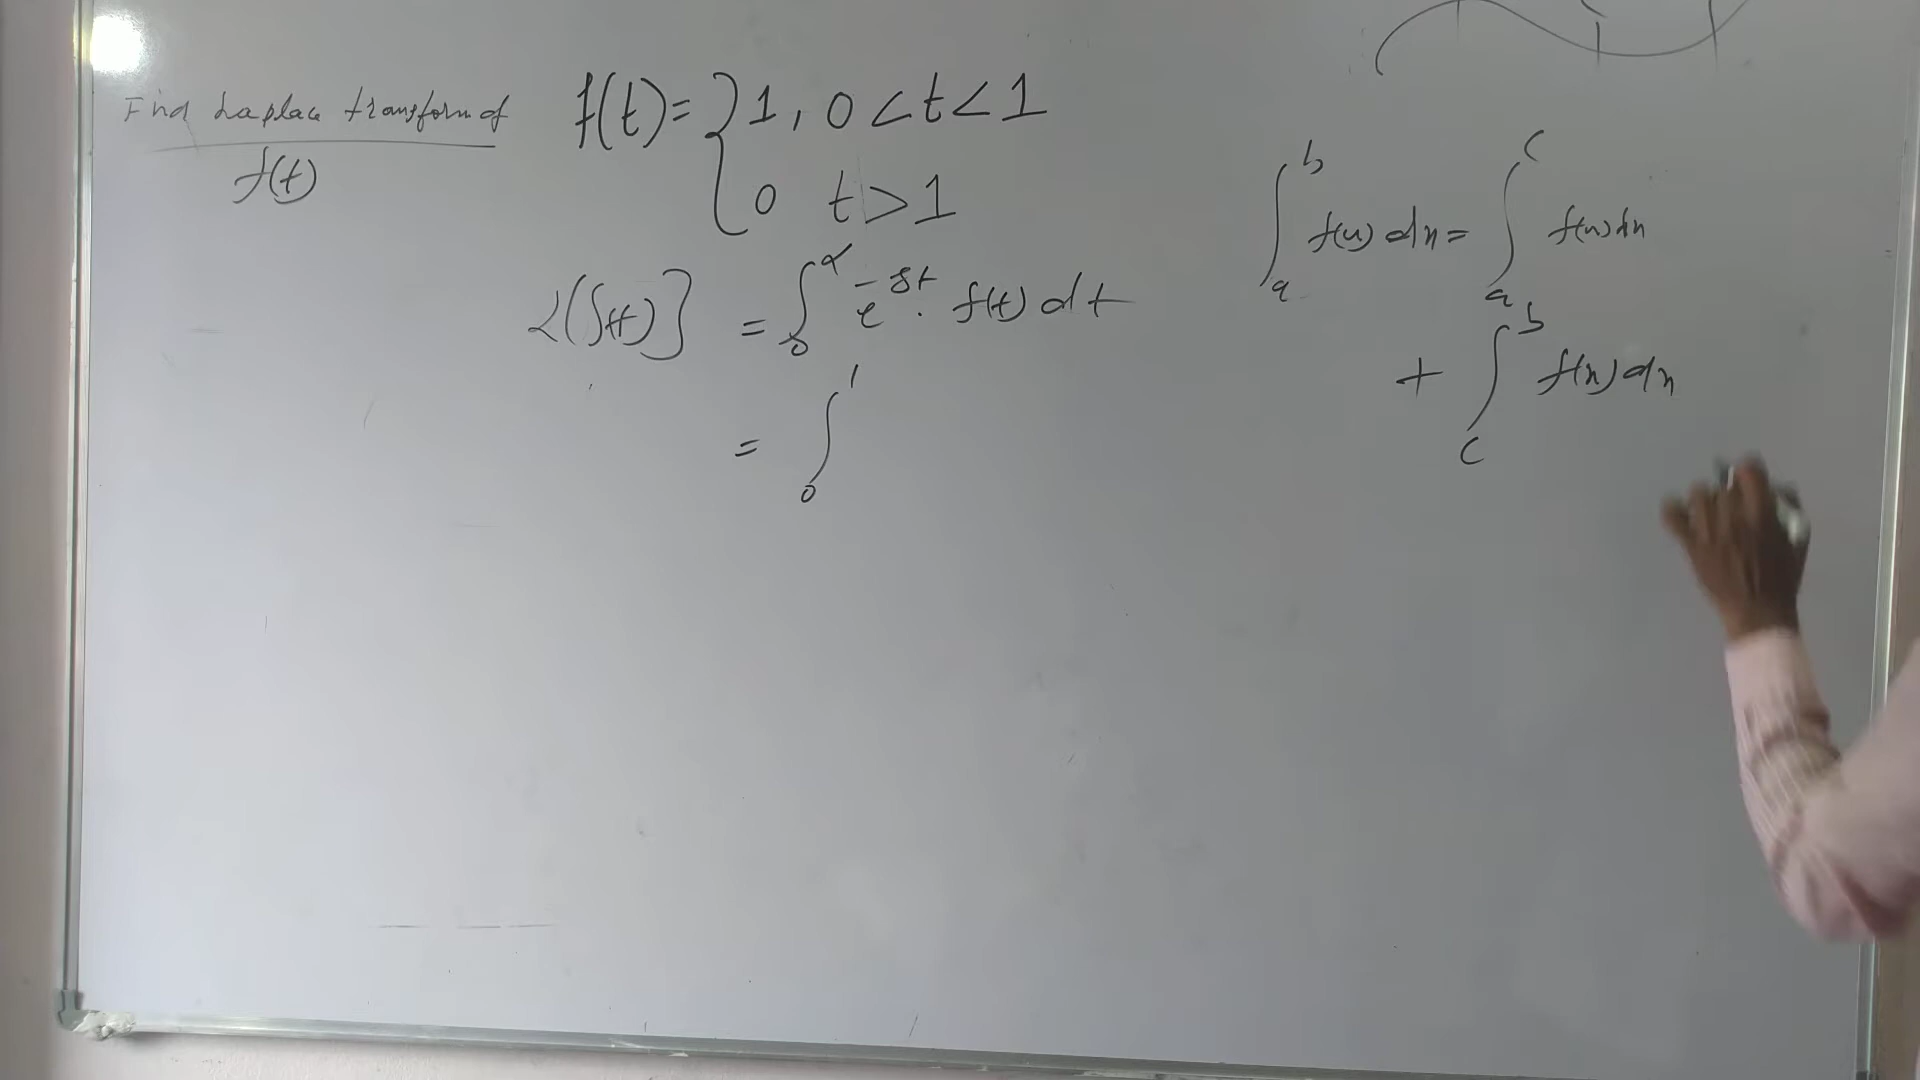 Find Laplace transform of
f(t)
f(t) = { 1, 0 < t < 1
0 t > 1
L{f(t)} = ∫₀^∞ e^{-st} . f(t) dt
= ∫₀^1
∫ₐ^b f(x) dx = ∫ₐ^c f(x) dx
+ ∫_c^b f(x) dx